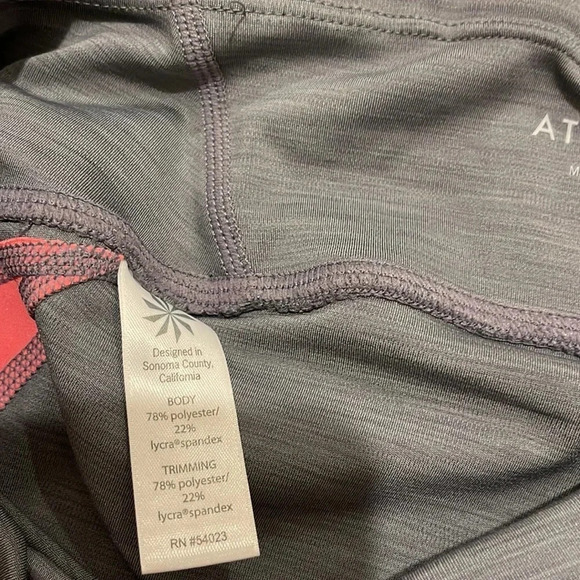 AT
M
Designed in
Sonoma County,
California
BODY
78% polyester/
22%
lycra®spandex
TRIMMING
78% polyester/
22%
lycra®spandex
RN #54023